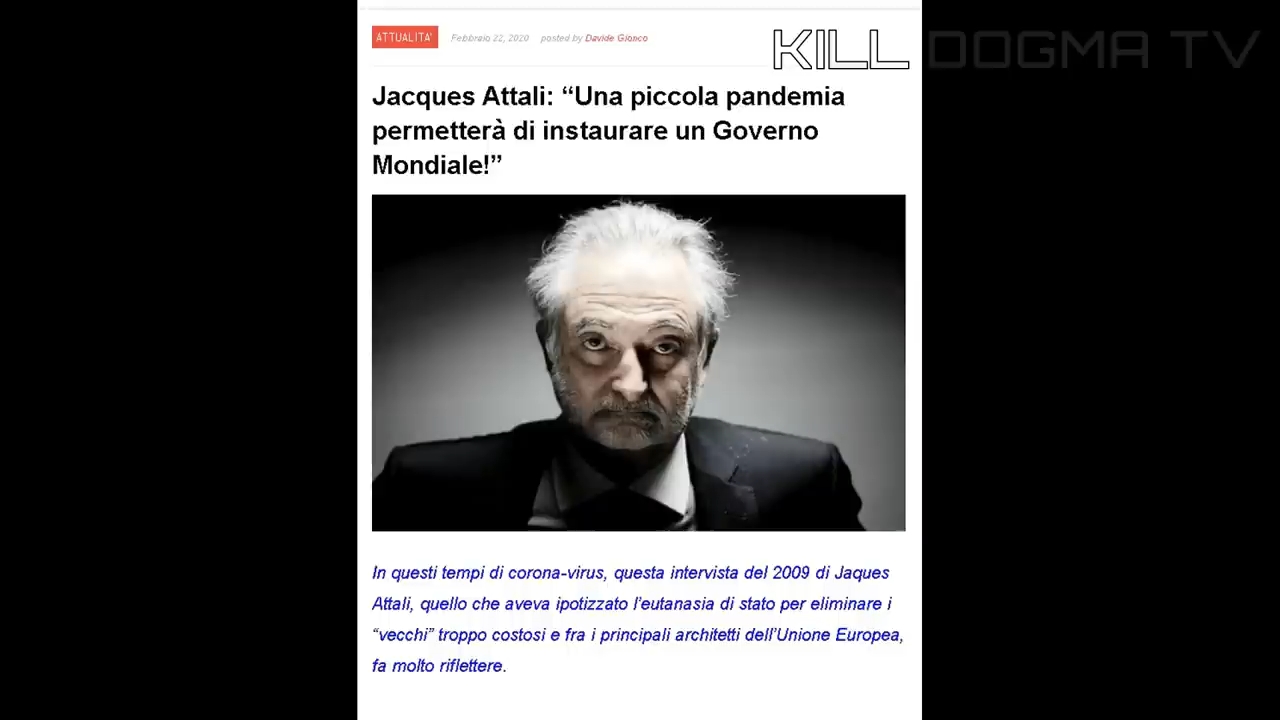 ATTUALITA' Febbraio 22, 2020 posted by Davide Gionco
KILL DOGMA TV
Jacques Attali: “Una piccola pandemia
permetterà di instaurare un Governo
Mondiale!”
In questi tempi di corona-virus, questa intervista del 2009 di Jaques
Attali, quello che aveva ipotizzato l’eutanasia di stato per eliminare i
“vecchi” troppo costosi e fra i principali architetti dell’Unione Europea,
fa molto riflettere.